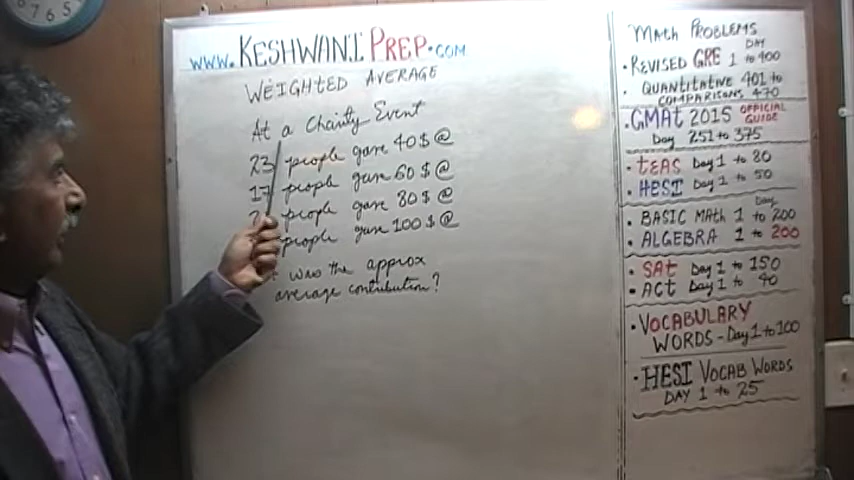 7 6 5
www.KESHWANI PREP.COM
WEIGHTED AVERAGE
At a Charity Event
23 people gave 40$ @
17 people gave 60$ @
2 people gave 80$ @
people gave 100$ @
was the approx
average contribution?
MATH PROBLEMS
DAY
• REVISED GRE 1 to 400
• QUANTITATIVE 401 to
COMPARISONS 470
• GMAT 2015 OFFICIAL GUIDE
Day 251 to 375
• TEAS Day 1 to 80
• HESI Day 1 to 50
Day
• BASIC MATH 1 to 200
• ALGEBRA 1 to 200
• SAT Day 1 to 150
• ACT Day 1 to 40
• VOCABULARY
WORDS - Day 1 to 100
• HESI VOCAB WORDS
DAY 1 to 25